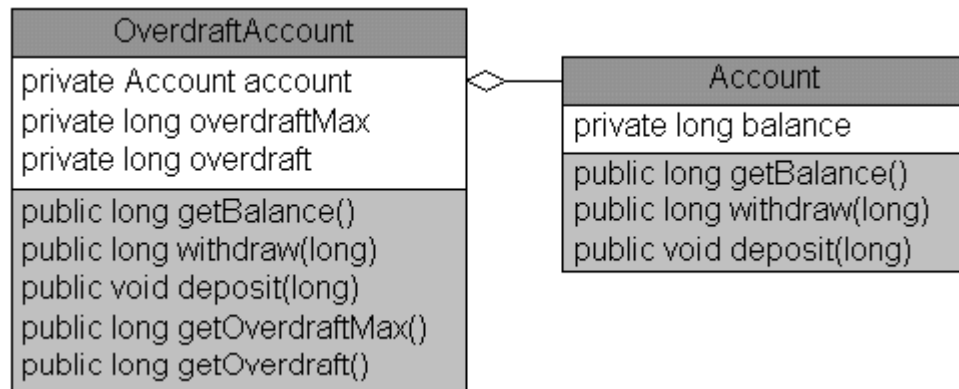 OverdraftAccount
private Account account
private long overdraftMax
private long overdraft
public long getBalance()
public long withdraw(long)
public void deposit(long)
public long getOverdraftMax()
public long getOverdraft()
Account
private long balance
public long getBalance()
public long withdraw(long)
public void deposit(long)